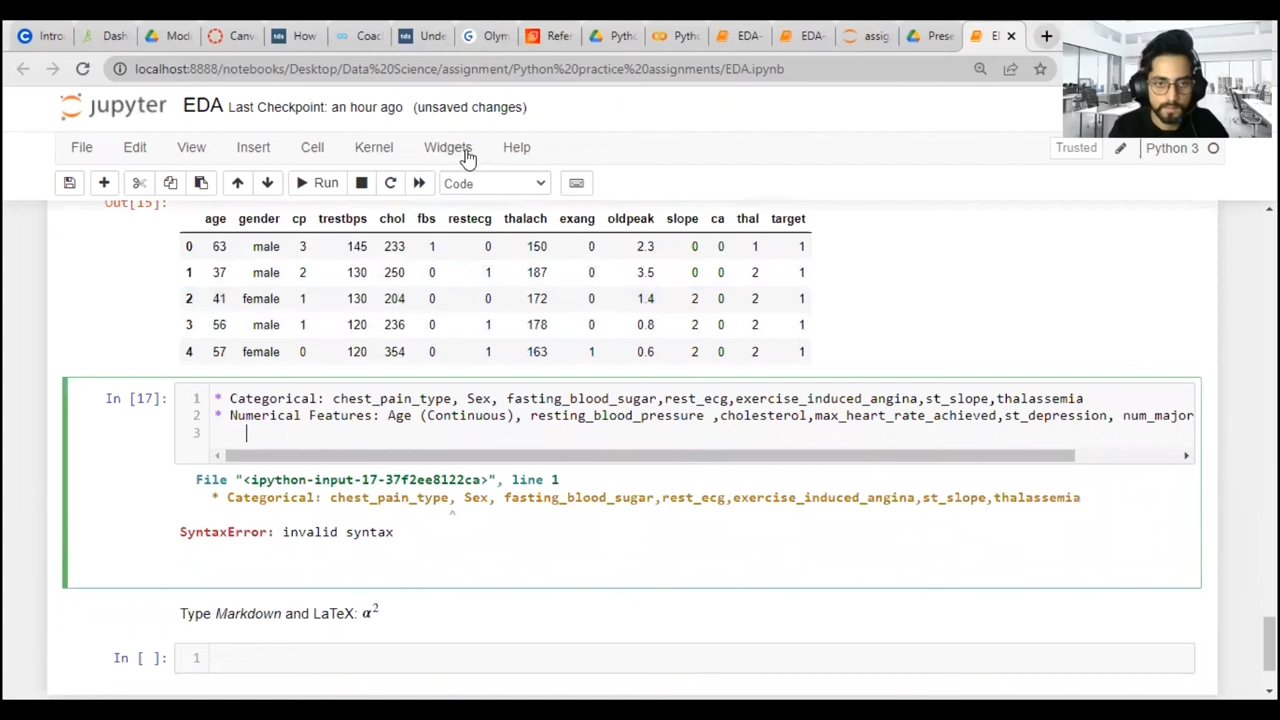 Intro Dash Mod Canv How Coac Unde Olym Refer Pytho Pytho EDA- EDA- assig Prese
localhost:8888/notebooks/Desktop/Data%20Science/assignment/Python%20practice%20assignments/EDA.ipynb
jupyter EDA Last Checkpoint: an hour ago (unsaved changes)
File Edit View Insert Cell Kernel Widgets Help Trusted Python 3
Run Code
Out[15]:
age gender cp trestbps chol fbs restecg thalach exang oldpeak slope ca thal target
0 63 male 3 145 233 1 0 150 0 2.3 0 0 1 1
1 37 male 2 130 250 0 1 187 0 3.5 0 0 2 1
2 41 female 1 130 204 0 0 172 0 1.4 2 0 2 1
3 56 male 1 120 236 0 1 178 0 0.8 2 0 2 1
4 57 female 0 120 354 0 1 163 1 0.6 2 0 2 1
In [17]: 1 * Categorical: chest_pain_type, Sex, fasting_blood_sugar,rest_ecg,exercise_induced_angina,st_slope,thalassemia
2 * Numerical Features: Age (Continuous), resting_blood_pressure ,cholesterol,max_heart_rate_achieved,st_depression, num_major
3
File "<ipython-input-17-37f2ee8122ca>", line 1
* Categorical: chest_pain_type, Sex, fasting_blood_sugar,rest_ecg,exercise_induced_angina,st_slope,thalassemia
^
SyntaxError: invalid syntax
Type Markdown and LaTeX: α²
In [ ]: 1